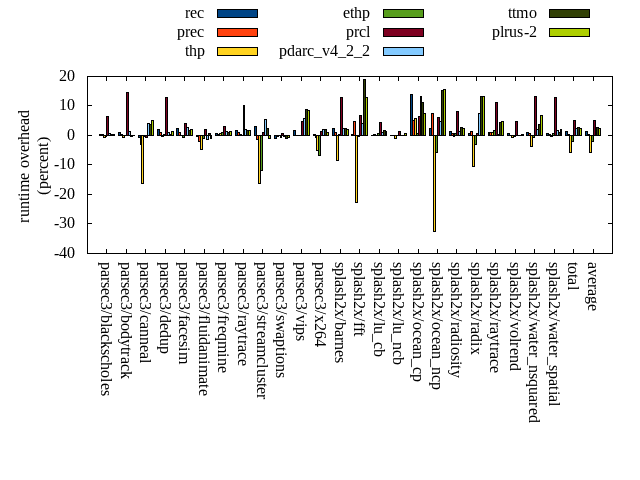 rec ethp ttmo
prec prcl plrus-2
thp pdarc_v4_2_2
runtime overhead
(percent)
20
10
0
-10
-20
-30
-40
parsec3/blackscholes
parsec3/bodytrack
parsec3/canneal
parsec3/dedup
parsec3/facesim
parsec3/fluidanimate
parsec3/freqmine
parsec3/raytrace
parsec3/streamcluster
parsec3/swaptions
parsec3/vips
parsec3/x264
splash2x/barnes
splash2x/fft
splash2x/lu_cb
splash2x/lu_ncb
splash2x/ocean_cp
splash2x/ocean_ncp
splash2x/radiosity
splash2x/radix
splash2x/raytrace
splash2x/volrend
splash2x/water_nsquared
splash2x/water_spatial
total
average